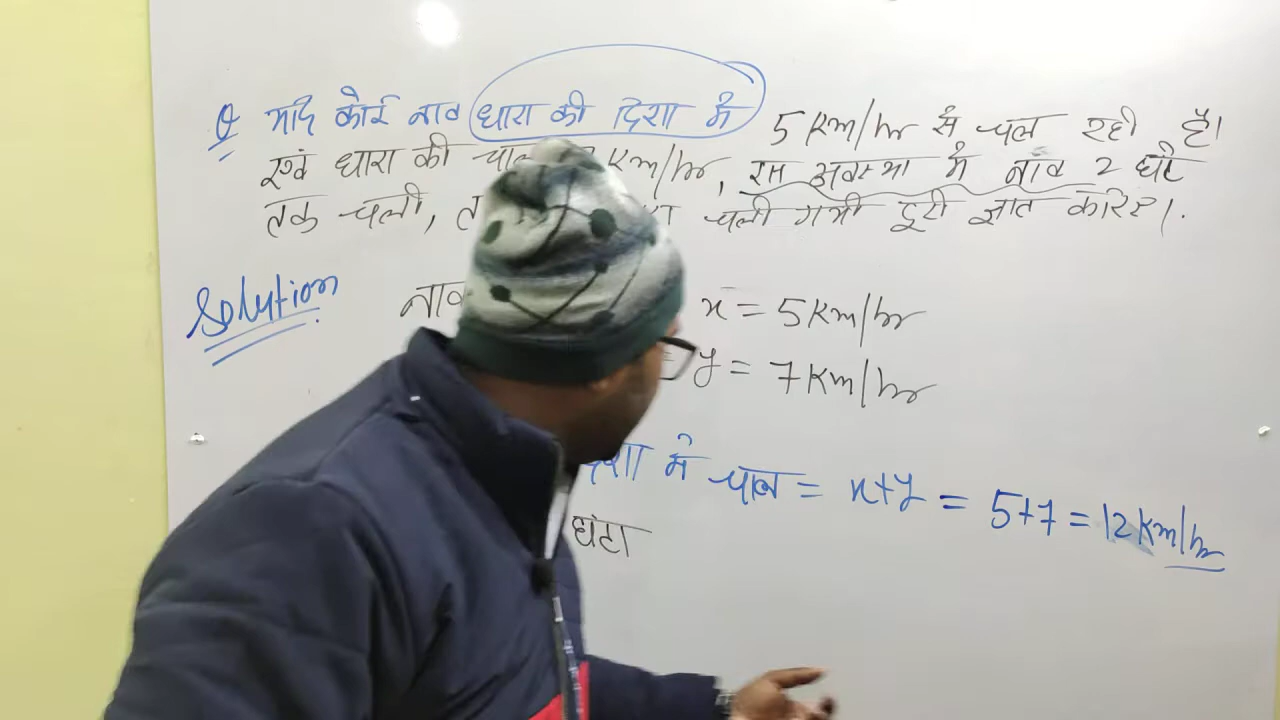 Q यदि कोई नाव धारा की दिशा में 5 Km/hr से चल रही है।
एवं धारा की चाल Km/hr, इस अवस्था में नाव 2 घंटे
तक चली, चली गयी दूरी ज्ञात करिए।
Solution
नाव x = 5 Km/hr
= y = 7 Km/hr
दिशा में चाल = x+y = 5+7 = 12 Km/hr
घंटा